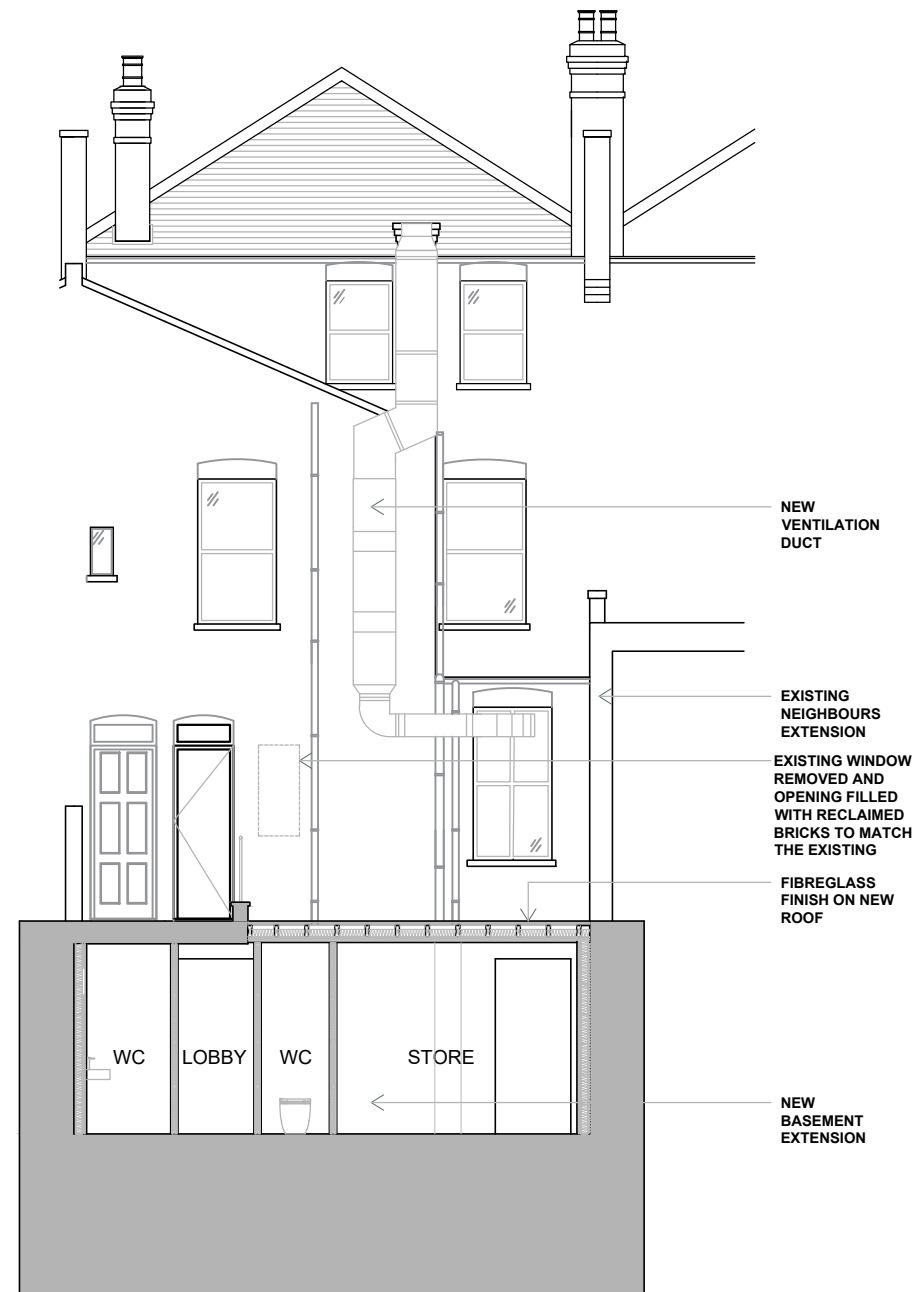 NEW
VENTILATION
DUCT
EXISTING
NEIGHBOURS
EXTENSION
EXISTING WINDOW
REMOVED AND
OPENING FILLED
WITH RECLAIMED
BRICKS TO MATCH
THE EXISTING
FIBREGLASS
FINISH ON NEW
ROOF
WC LOBBY WC STORE
NEW
BASEMENT
EXTENSION